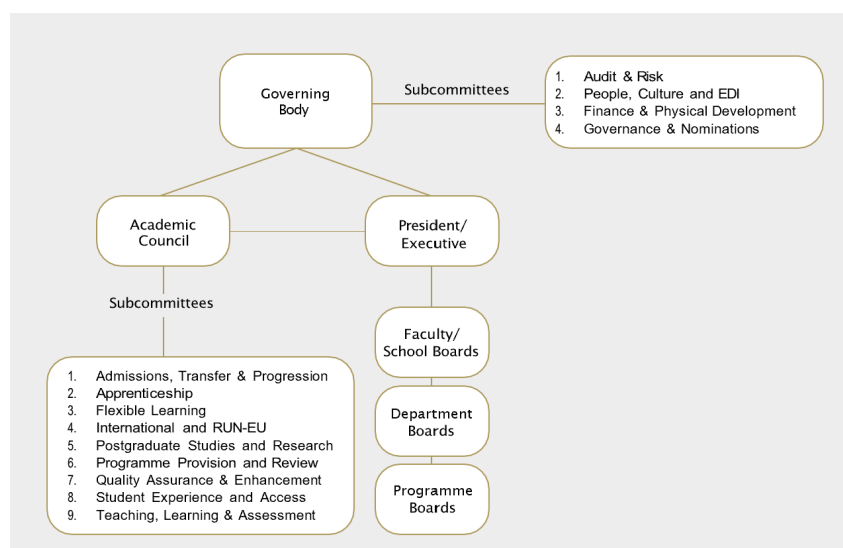 Governing
Body
Subcommittees
1. Audit & Risk
2. People, Culture and EDI
3. Finance & Physical Development
4. Governance & Nominations
Academic
Council
President/
Executive
Subcommittees
Faculty/
School Boards
1. Admissions, Transfer & Progression
2. Apprenticeship
3. Flexible Learning
4. International and RUN-EU
5. Postgraduate Studies and Research
6. Programme Provision and Review
7. Quality Assurance & Enhancement
8. Student Experience and Access
9. Teaching, Learning & Assessment
Department
Boards
Programme
Boards